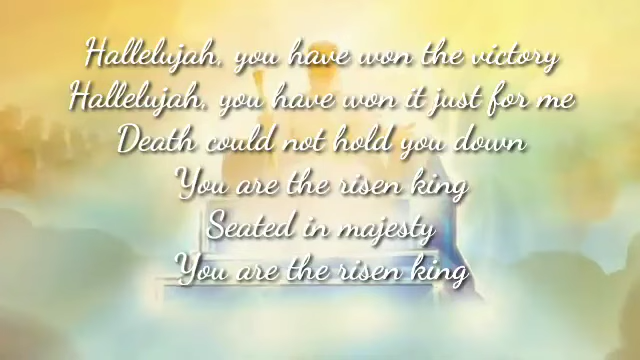 Hallelujah, you have won the victory
Hallelujah, you have won it just for me
Death could not hold you down
You are the risen king
Seated in majesty
You are the risen king